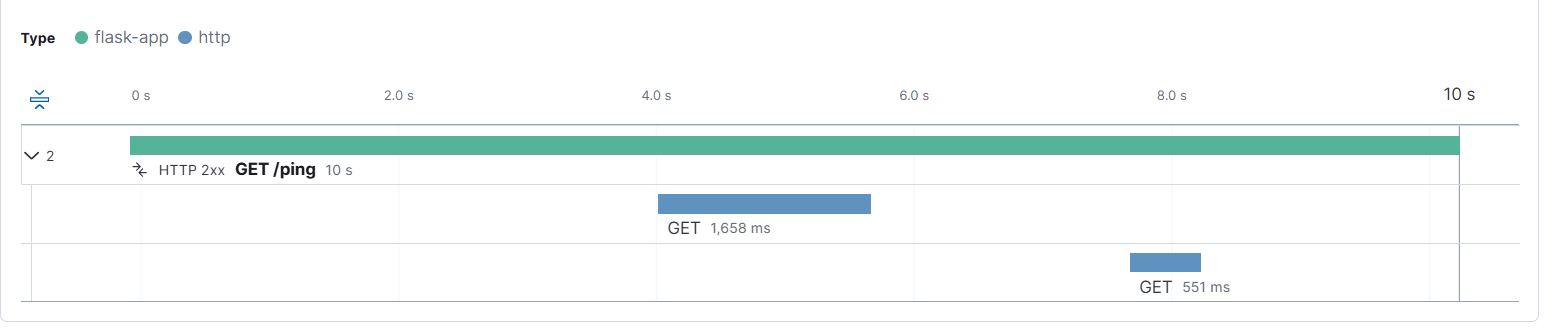 Type flask-app http
0 s 2.0 s 4.0 s 6.0 s 8.0 s 10 s
2
HTTP 2xx GET /ping 10 s
GET 1,658 ms
GET 551 ms